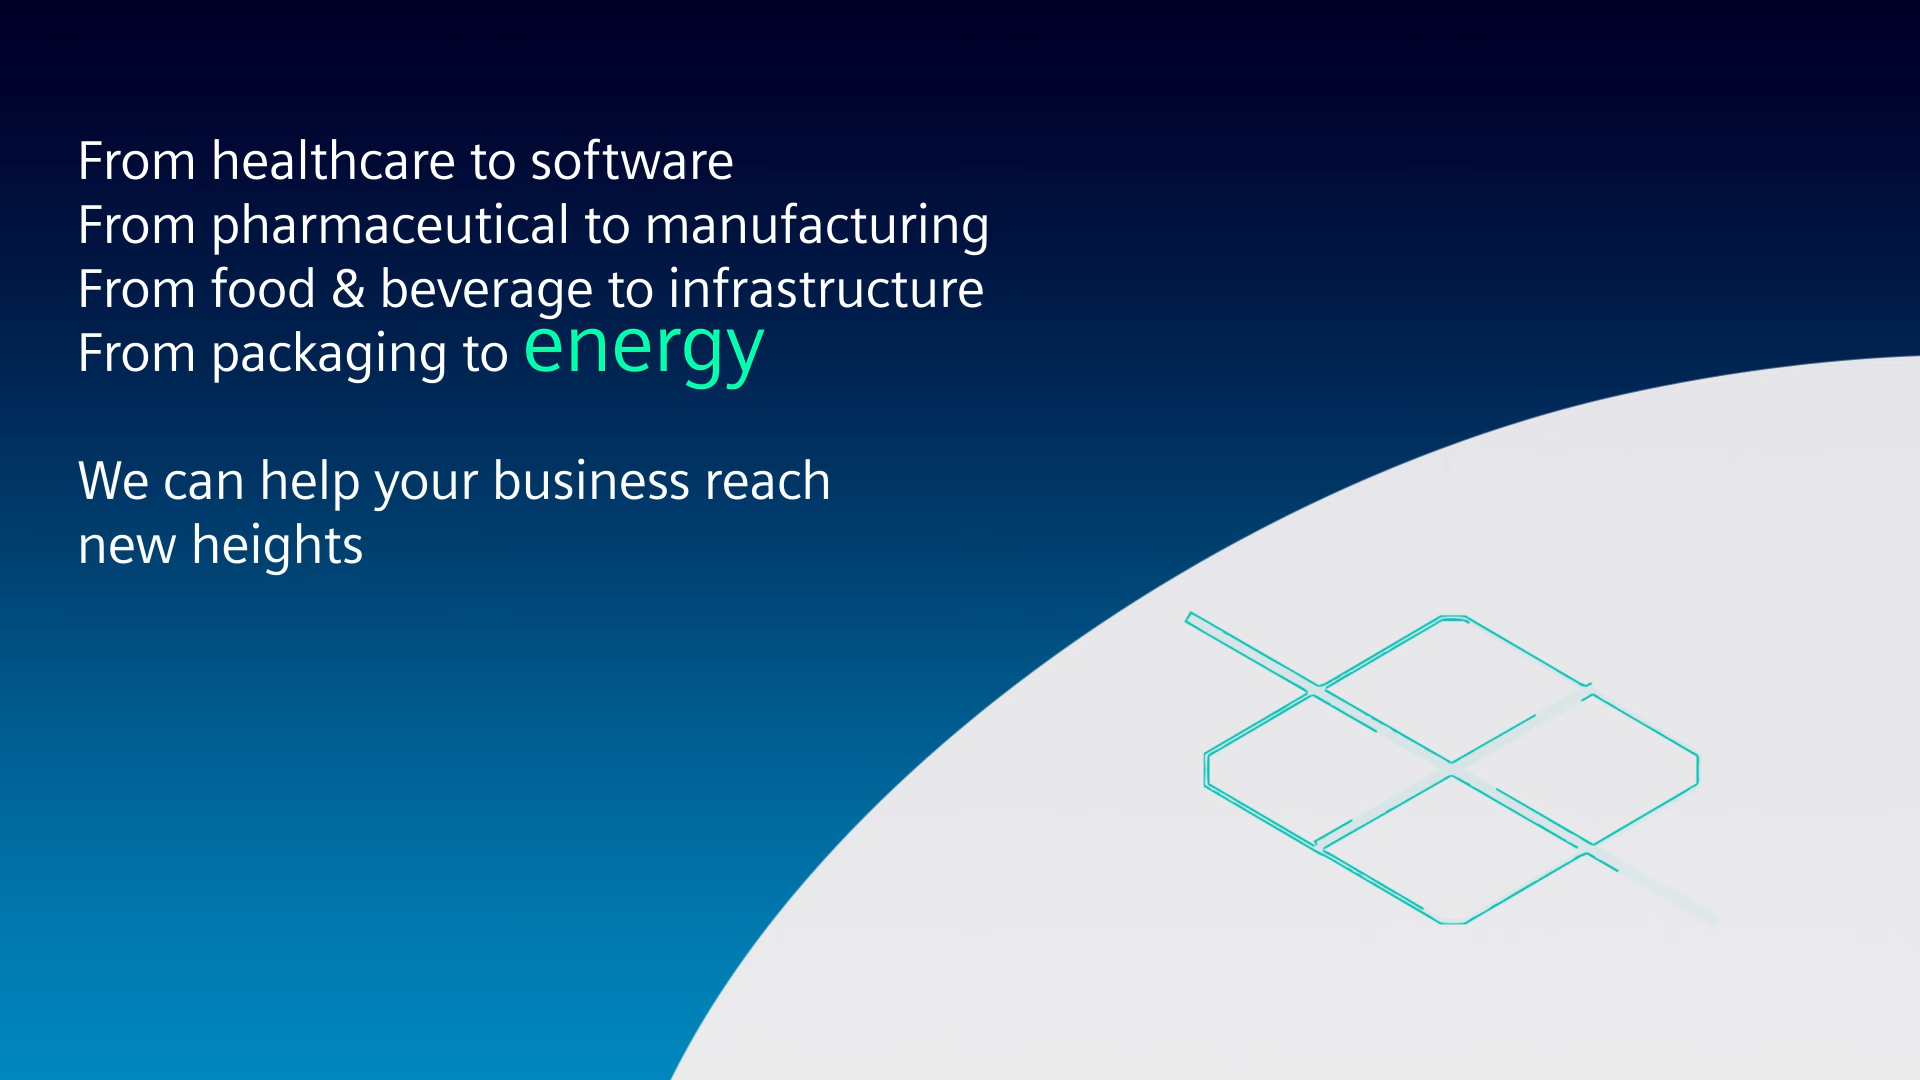 From healthcare to software
From pharmaceutical to manufacturing
From food & beverage to infrastructure
From packaging to energy
We can help your business reach
new heights